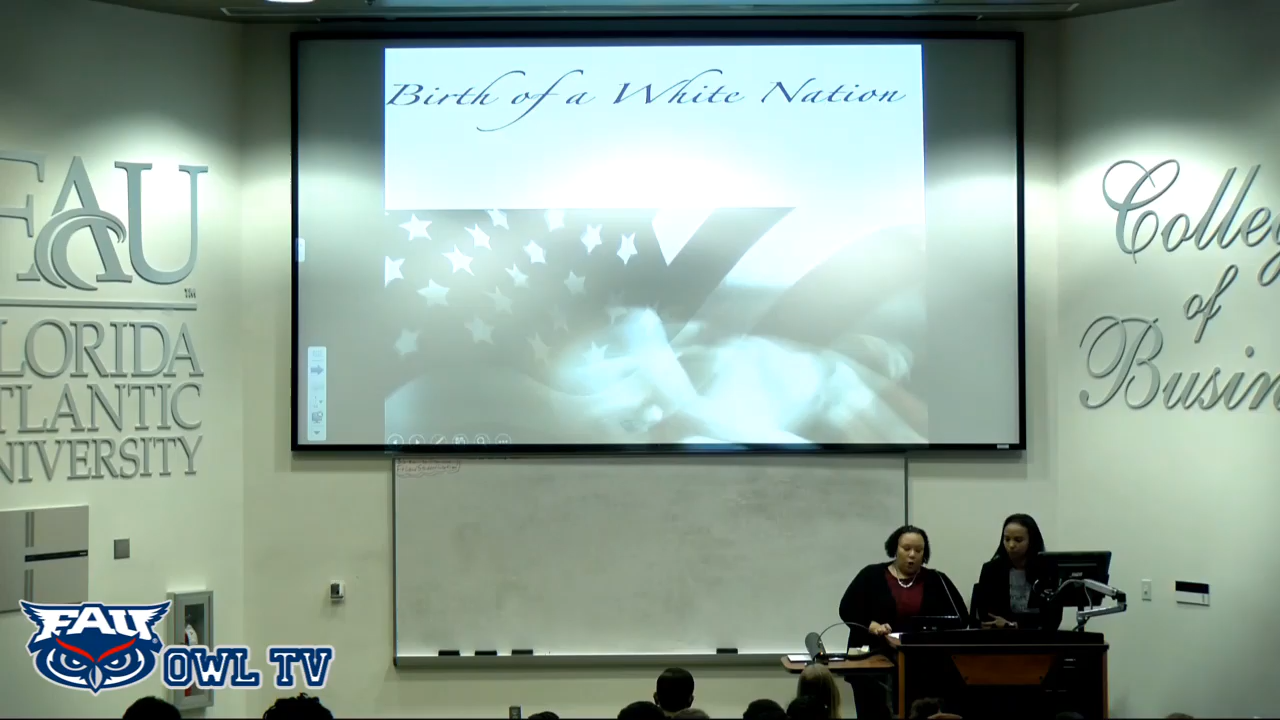 Birth of a White Nation
FAU
FLORIDA
ATLANTIC
UNIVERSITY
College
of
Busin
FAU
OWL TV